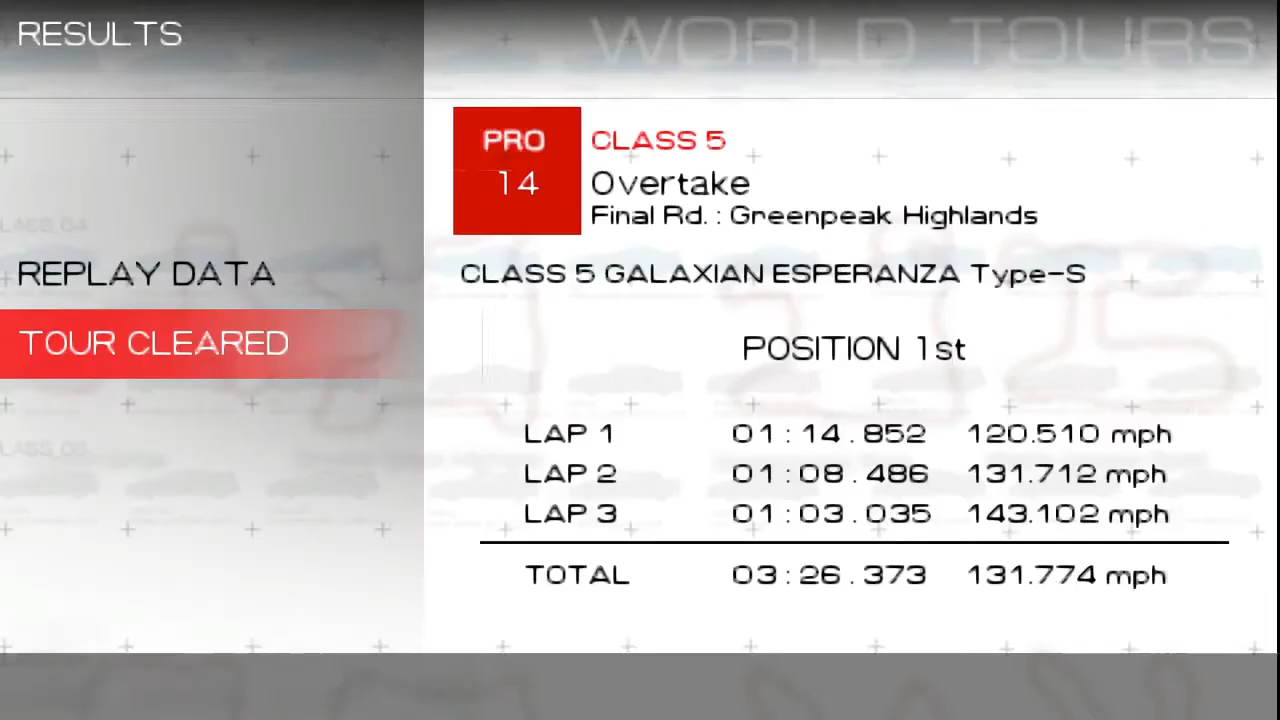 RESULTS
WORLD TOURS
PRO
14
CLASS 5
Overtake
Final Rd. : Greenpeak Highlands
REPLAY DATA
TOUR CLEARED
CLASS 5 GALAXIAN ESPERANZA Type-S
POSITION 1st
LAP 1 01 : 14 . 852 120.510 mph
LAP 2 01 : 08 . 486 131.712 mph
LAP 3 01 : 03 . 035 143.102 mph
TOTAL 03 : 26 . 373 131.774 mph